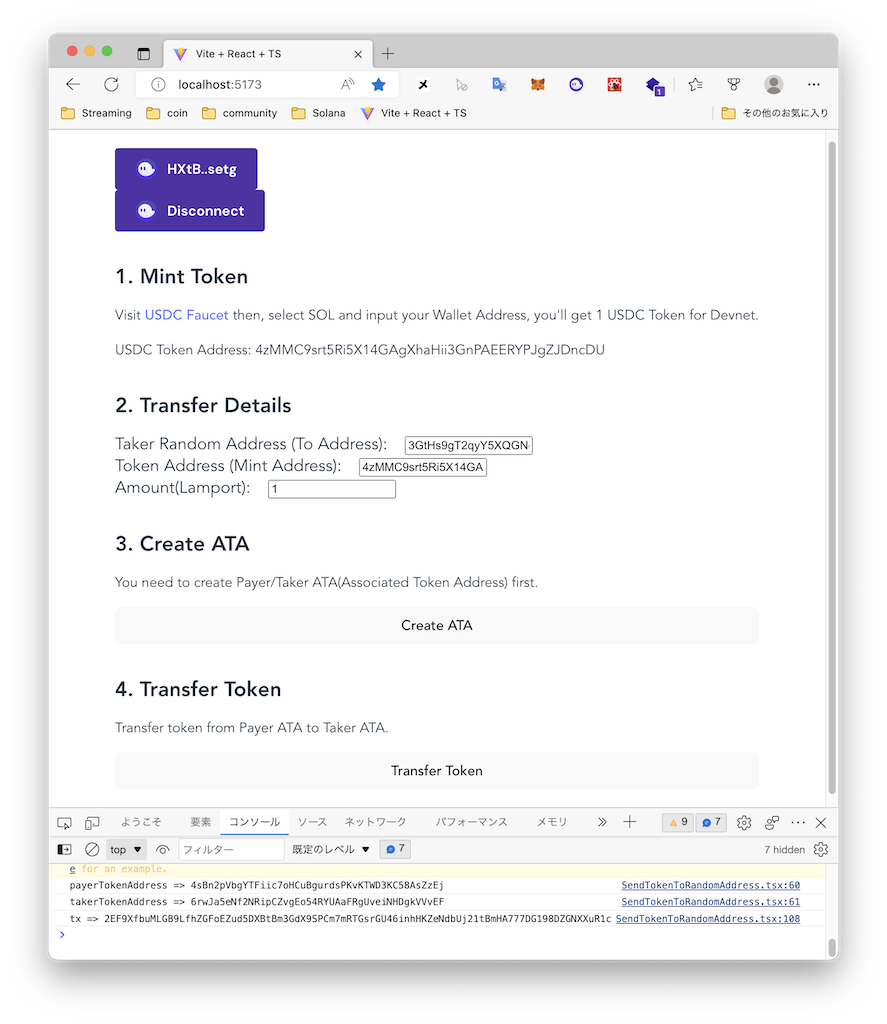 Vite + React + TS
localhost:5173
1
Streaming
coin
community
Solana
Vite + React + TS
その他のお気に入り
HXtB..setg
Disconnect
1. Mint Token
Visit USDC Faucet then, select SOL and input your Wallet Address, you'll get 1 USDC Token for Devnet.
USDC Token Address: 4zMMC9srt5Ri5X14GAgXhaHii3GnPAEERYPJgZJDncDU
2. Transfer Details
Taker Random Address (To Address): 3GtHs9gT2qyY5XQGN
Token Address (Mint Address): 4zMMC9srt5Ri5X14GA
Amount(Lamport): 1
3. Create ATA
You need to create Payer/Taker ATA(Associated Token Address) first.
Create ATA
4. Transfer Token
Transfer token from Payer ATA to Taker ATA.
Transfer Token
ようこそ 要素 コンソール ソース ネットワーク パフォーマンス メモリ 9 7
top フィルター 既定のレベル 7 7 hidden
e for an example.
payerTokenAddress => 4sBn2pVbgYTFiic7oHCuBgurdsPKvKTWD3KC58AsZzEj SendTokenToRandomAddress.tsx:60
takerTokenAddress => 6rwJa5eNf2NRipCZvgEo54RYUAaFRgUveiNHDgkVVvEF SendTokenToRandomAddress.tsx:61
tx => 2EF9XfbuMLGB9LfhZGFoEZud5DXBtBm3GdX9SPCm7mRTGsrGU46inhHKZeNdbUj21tBmHA777DG198DZGNXXuR1c SendTokenToRandomAddress.tsx:108